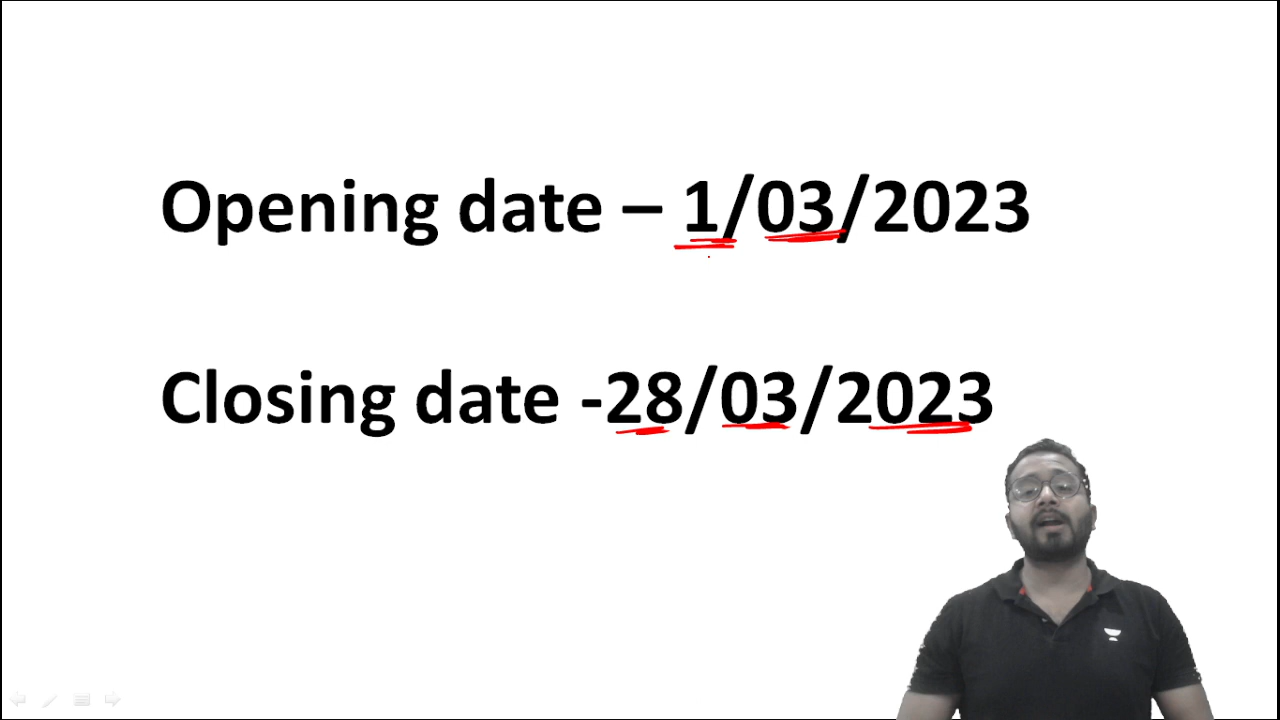 Opening date – 1/03/2023
Closing date -28/03/2023